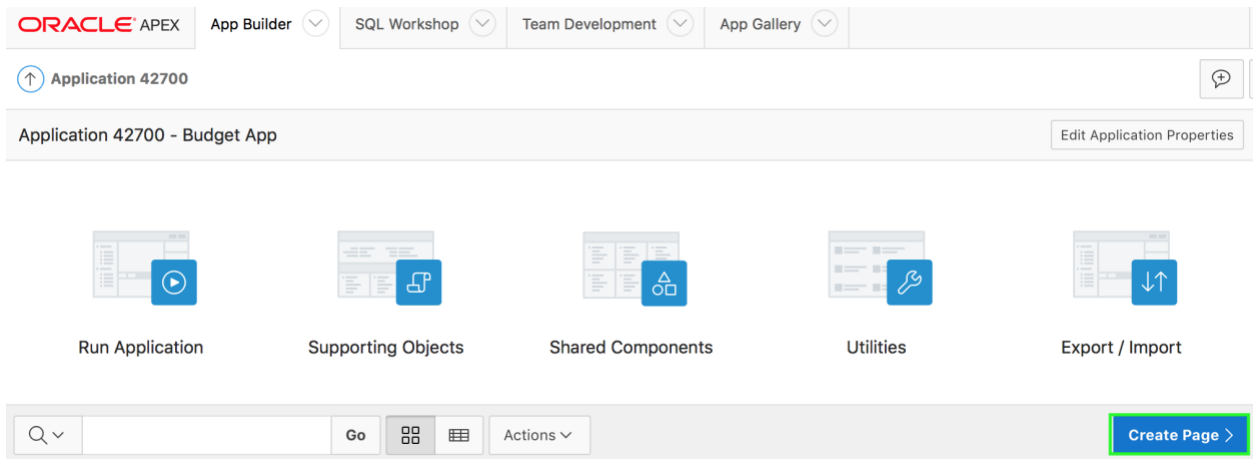 ORACLE APEX App Builder SQL Workshop Team Development App Gallery
Application 42700
Application 42700 - Budget App Edit Application Properties
Run Application Supporting Objects Shared Components Utilities Export / Import
Go Actions Create Page